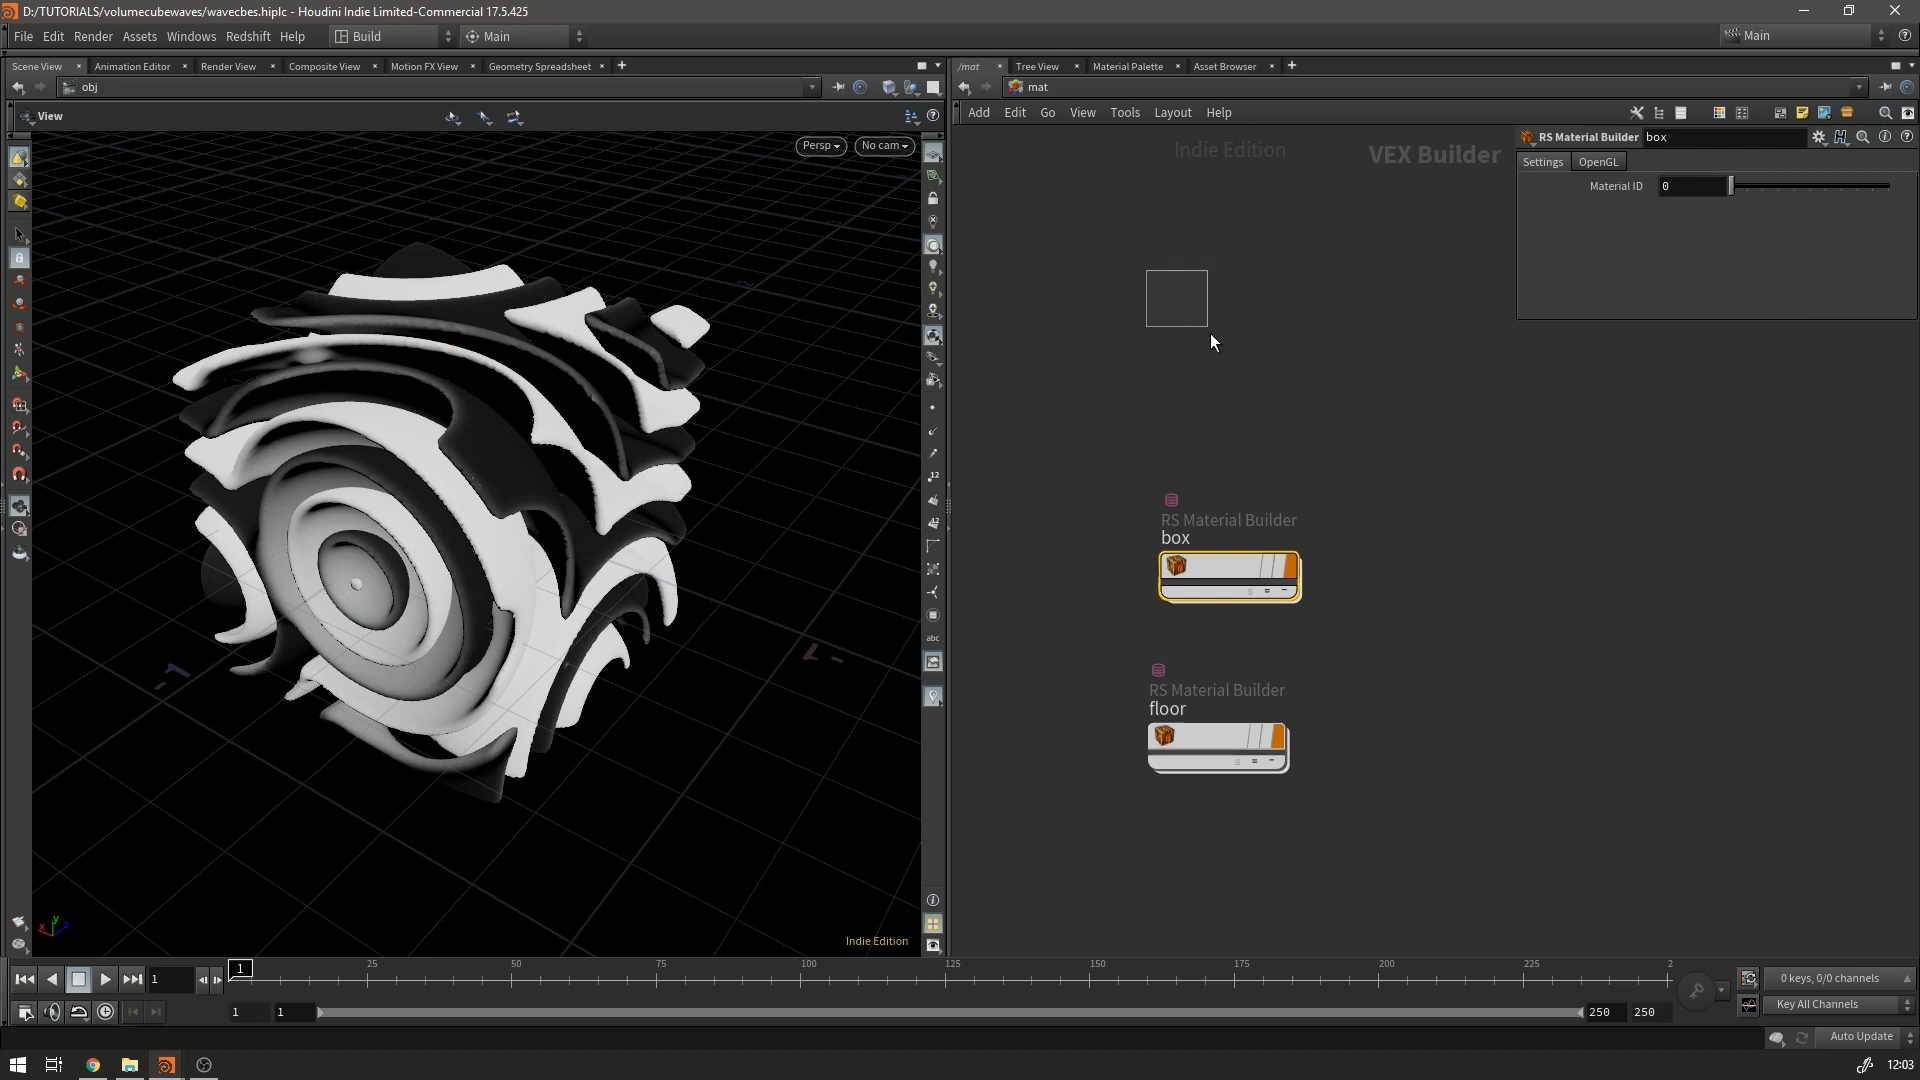 D:/TUTORIALS/volumecubewaves/wavecbes.hiplc - Houdini Indie Limited-Commercial 17.5.425
File Edit Render Assets Windows Redshift Help Build Main Main
Scene View Animation Editor Render View Composite View Motion FX View Geometry Spreadsheet
/mat Tree View Material Palette Asset Browser
obj
mat
View
Add Edit Go View Tools Layout Help
Persp No cam
Indie Edition
VEX Builder
RS Material Builder box
Settings OpenGL
Material ID 0
RS Material Builder
box
RS Material Builder
floor
12
12
abc
x y z
Indie Edition
1 1 25 50 75 100 125 150 175 200 225 2
0 keys, 0/0 channels
1 1 250 250
Key All Channels
Auto Update
12:03